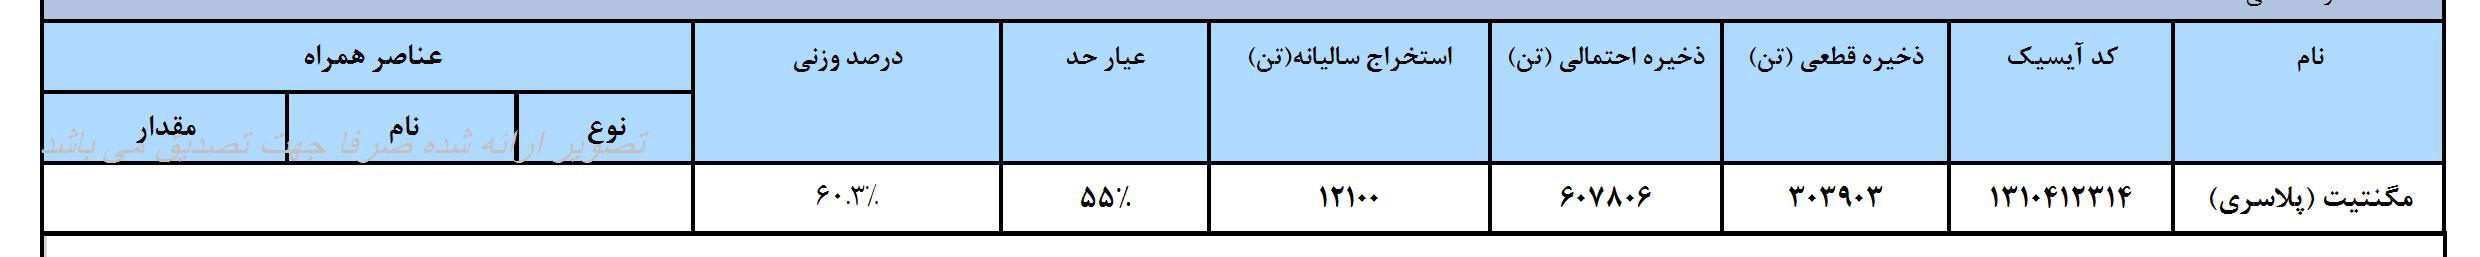 نام	کد آیسیک	ذخیره قطعی (تن)	ذخیره احتمالی (تن)	استخراج سالیانه(تن)	عیار حد	درصد وزنی	عناصر همراه
نوع	نام	مقدار
تصویر ارائه شده صرفا جهت تصدیق می باشد
مگنتیت (پلاسری)	۱۳۱۰۴۱۲۳۱۴	۳۰۳۹۰۳	۶۰۷۸۰۶	۱۲۱۰۰	۵۵٪	۶۰.۳٪